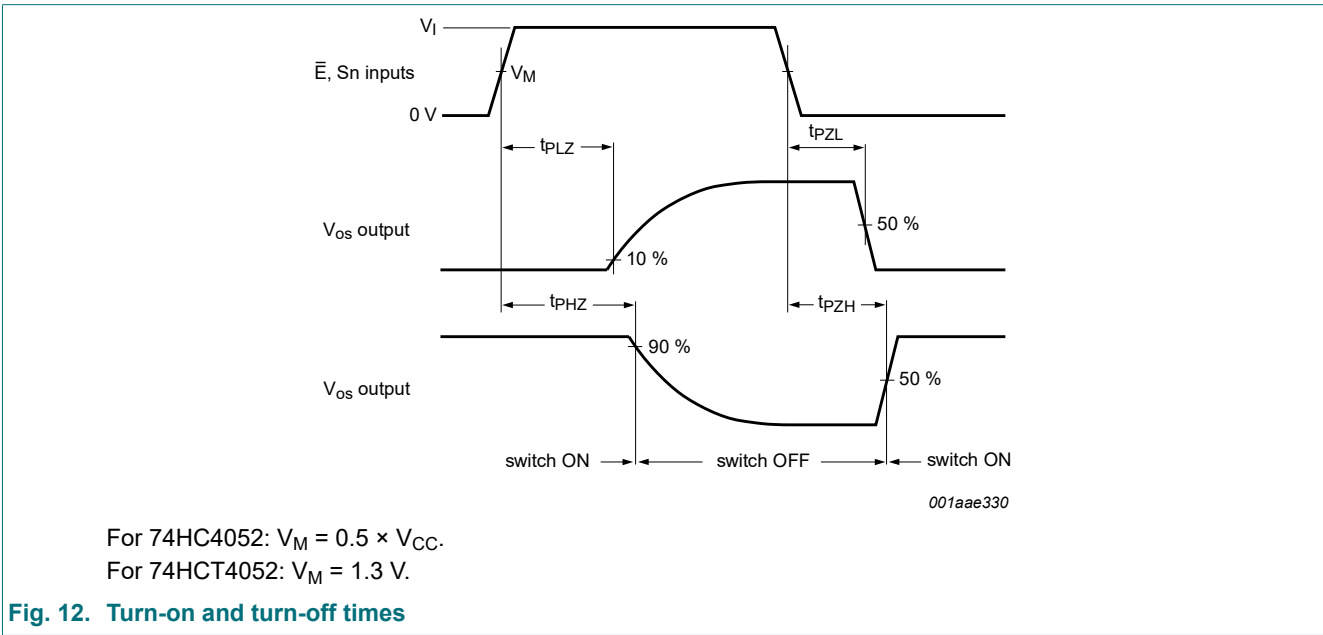 VI
E̅, Sn inputs
VM
0 V
tPLZ
tPZL
Vos output
50 %
10 %
tPHZ
tPZH
90 %
Vos output
50 %
switch ON
switch OFF
switch ON
001aae330
For 74HC4052: VM = 0.5 × VCC.
For 74HCT4052: VM = 1.3 V.
Fig. 12. Turn-on and turn-off times